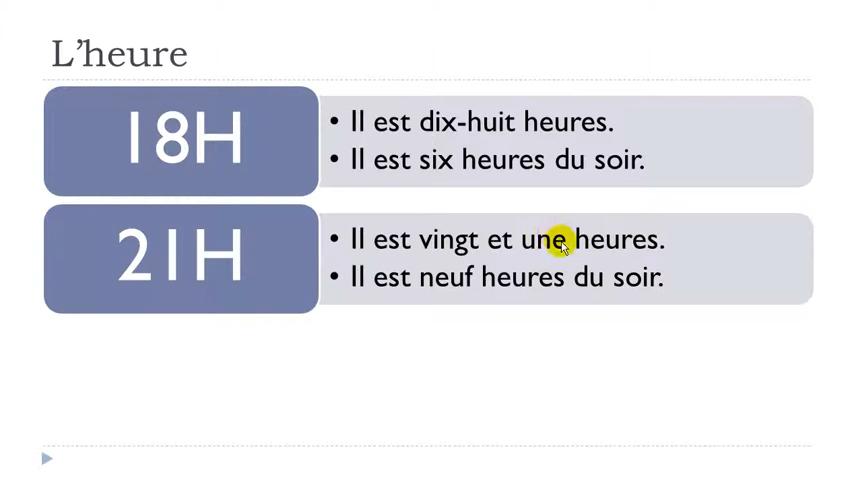 L’heure
18H
• Il est dix-huit heures.
• Il est six heures du soir.
21H
• Il est vingt et une heures.
• Il est neuf heures du soir.